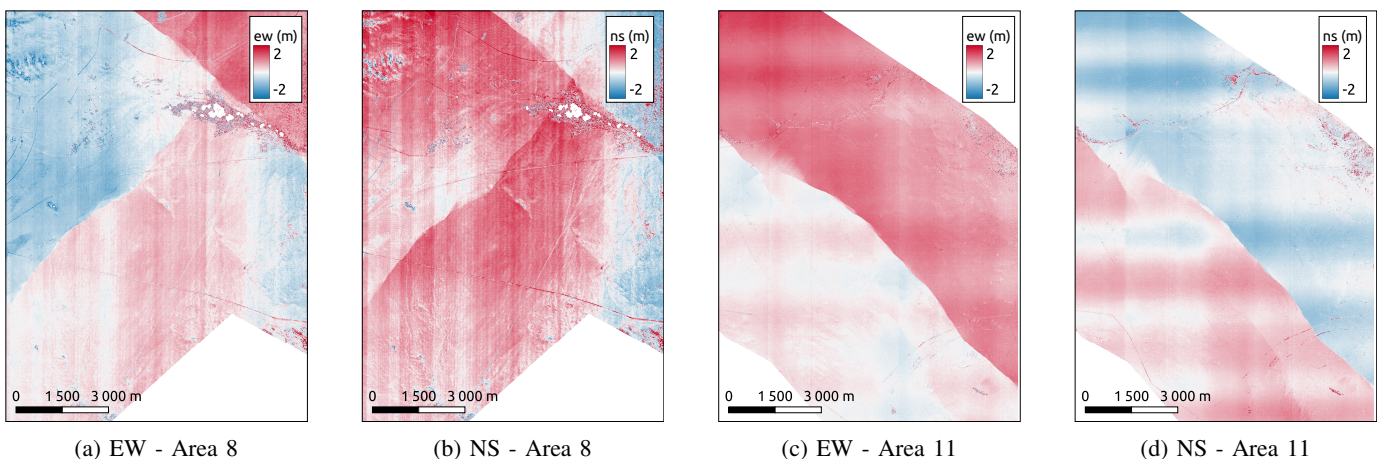 ew (m)
2
-2
0 1 500 3 000 m
(a) EW - Area 8
ns (m)
2
-2
0 1 500 3 000 m
(b) NS - Area 8
ew (m)
2
-2
0 1 500 3 000 m
(c) EW - Area 11
ns (m)
2
-2
0 1 500 3 000 m
(d) NS - Area 11